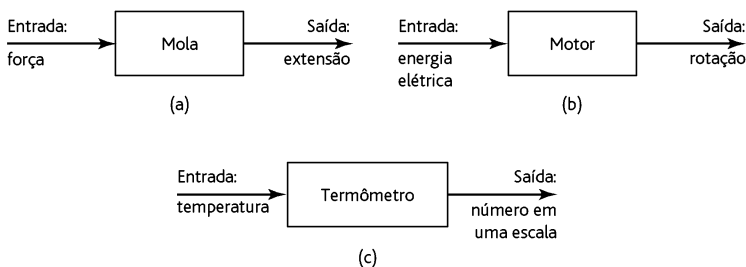 Entrada:
força
Mola
Saída:
extensão
(a)
Entrada:
energia
elétrica
Motor
Saída:
rotação
(b)
Entrada:
temperatura
Termômetro
Saída:
número em
uma escala
(c)